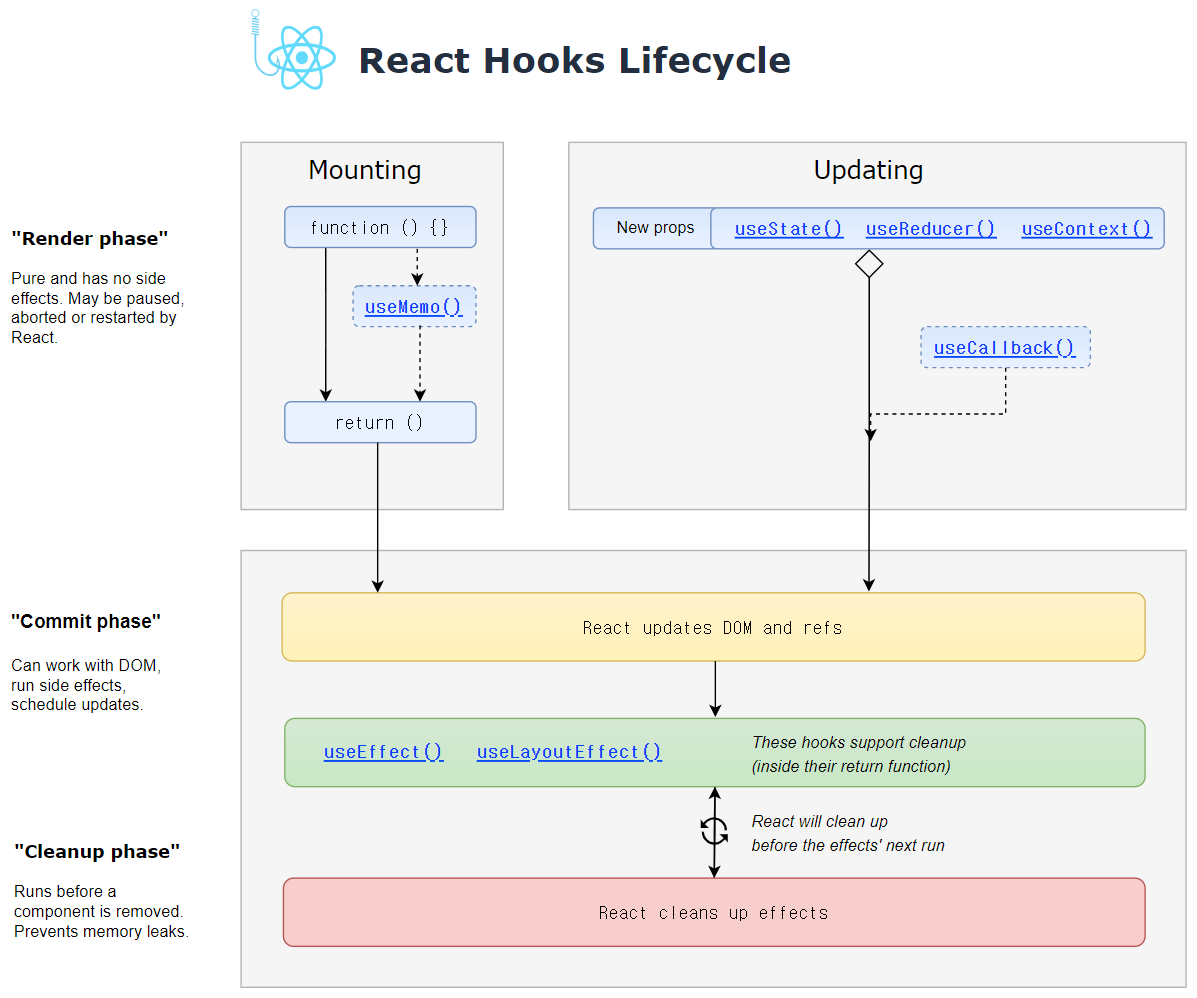 React Hooks Lifecycle
Mounting
Updating
"Render phase"
Pure and has no side
effects. May be paused,
aborted or restarted by
React.
function () {}
useMemo()
return ()
New props
useState() useReducer() useContext()
useCallback()
"Commit phase"
Can work with DOM,
run side effects,
schedule updates.
React updates DOM and refs
useEffect() useLayoutEffect()
These hooks support cleanup
(inside their return function)
React will clean up
before the effects' next run
"Cleanup phase"
Runs before a
component is removed.
Prevents memory leaks.
React cleans up effects